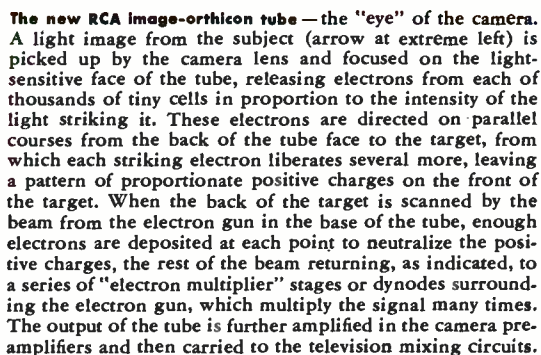 The new RCA image-orthicon tube — the "eye" of the camera.
A light image from the subject (arrow at extreme left) is
picked up by the camera lens and focused on the light-
sensitive face of the tube, releasing electrons from each of
thousands of tiny cells in proportion to the intensity of the
light striking it. These electrons are directed on parallel
courses from the back of the tube face to the target, from
which each striking electron liberates several more, leaving
a pattern of proportionate positive charges on the front of
the target. When the back of the target is scanned by the
beam from the electron gun in the base of the tube, enough
electrons are deposited at each point to neutralize the posi-
tive charges, the rest of the beam returning, as indicated, to
a series of "electron multiplier" stages or dynodes surround-
ing the electron gun, which multiply the signal many times.
The output of the tube is further amplified in the camera pre-
amplifiers and then carried to the television mixing circuits.